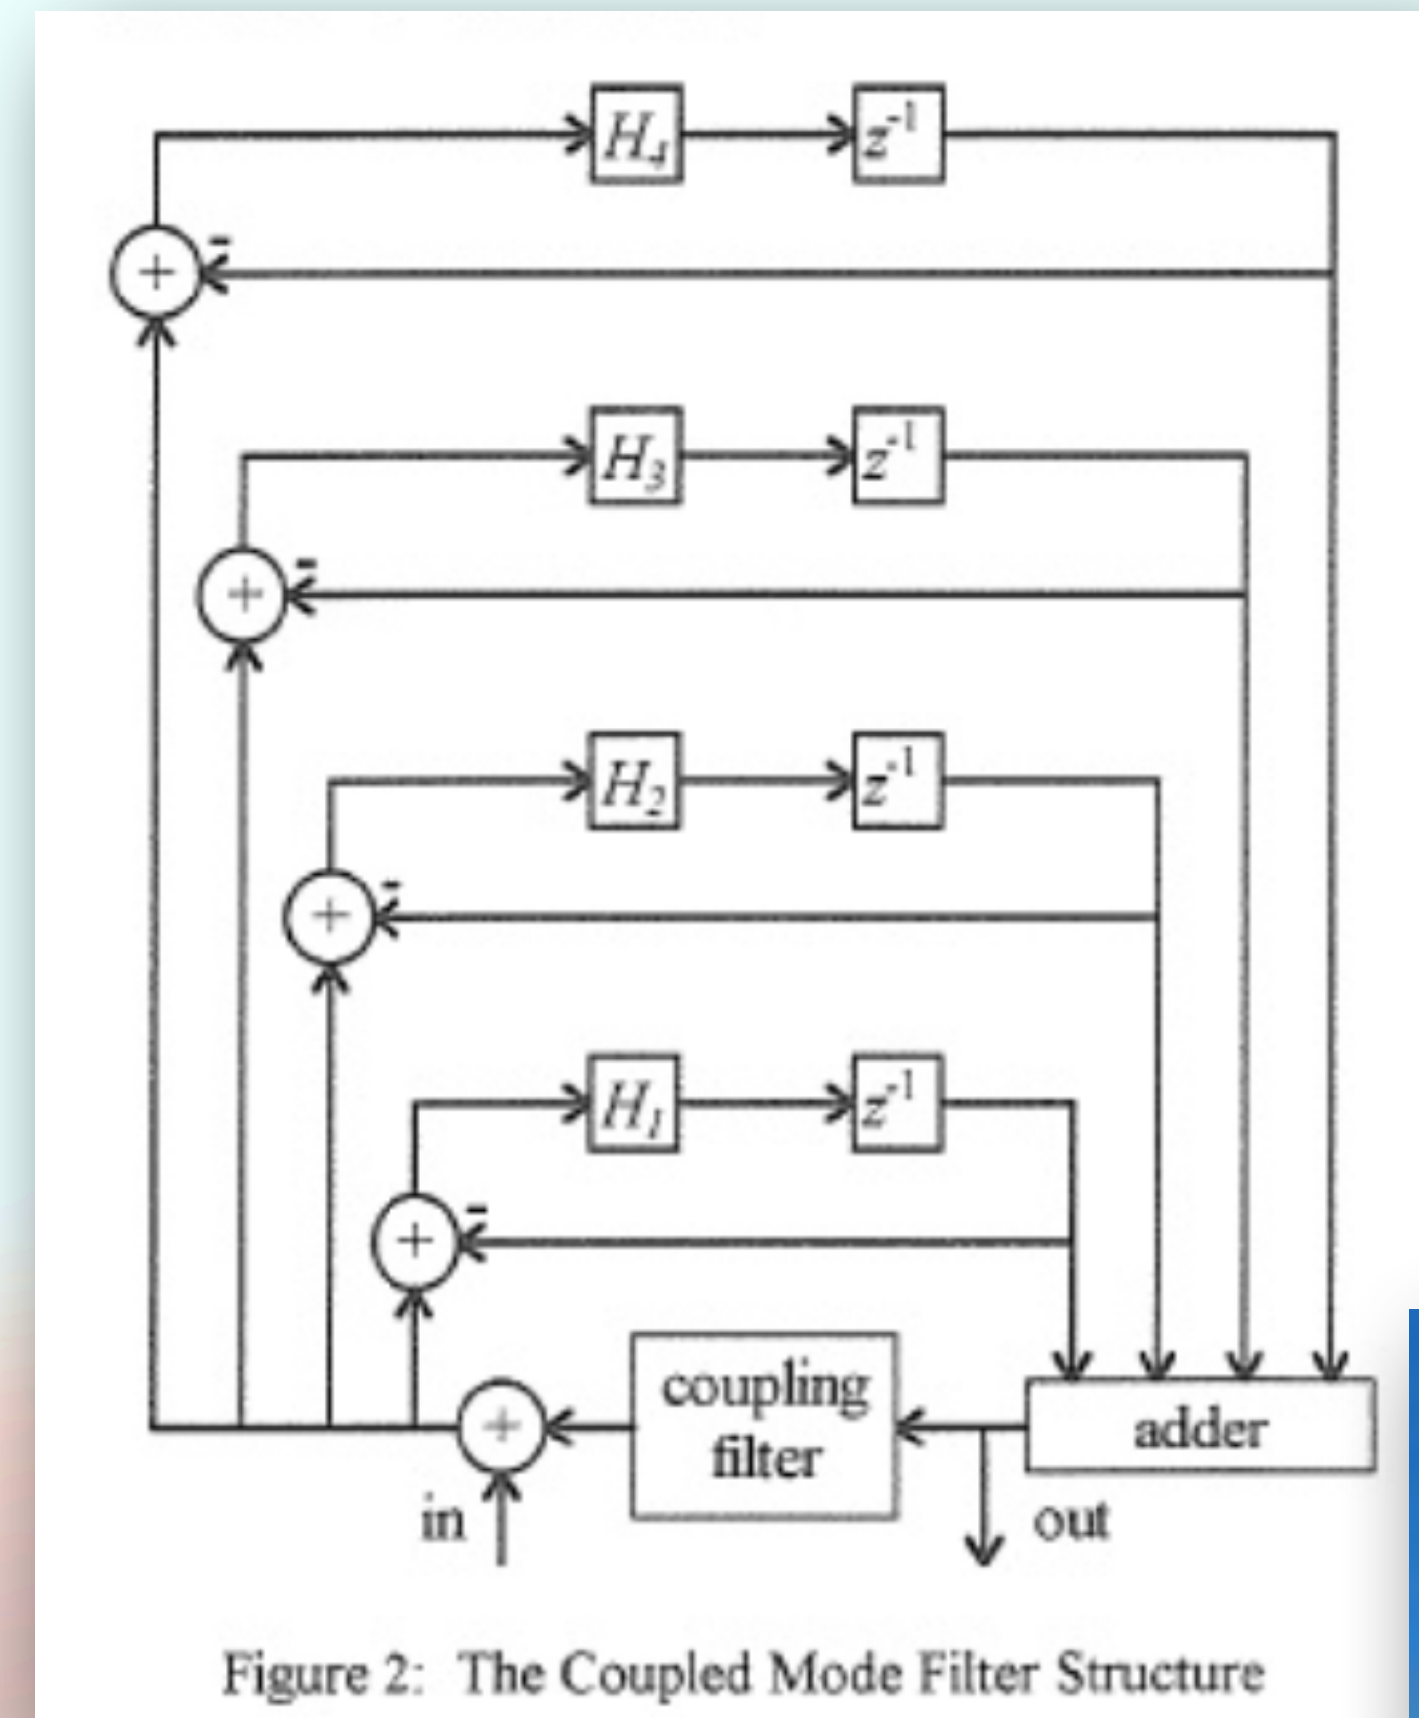 H₄ z⁻¹
+ -
H₃ z⁻¹
+ -
H₂ z⁻¹
+ -
H₁ z⁻¹
+ -
coupling
filter
adder
+
in
out
Figure 2: The Coupled Mode Filter Structure